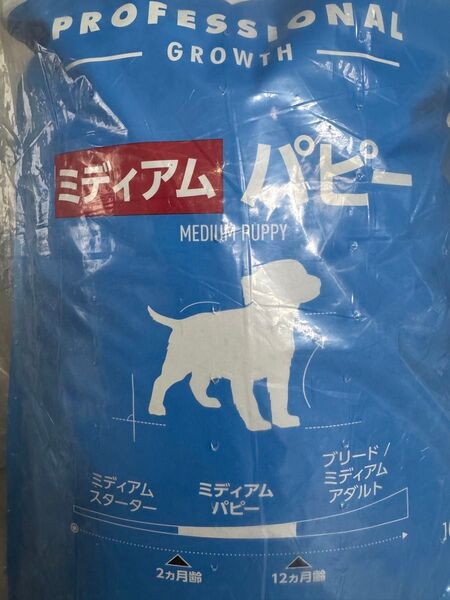 PROFESSIONAL
GROWTH
ミディアム パピー
MEDIUM PUPPY
ミディアム
スターター
ミディアム
パピー
ブリード/
ミディアム
アダルト
2ヵ月齢
12ヵ月齢